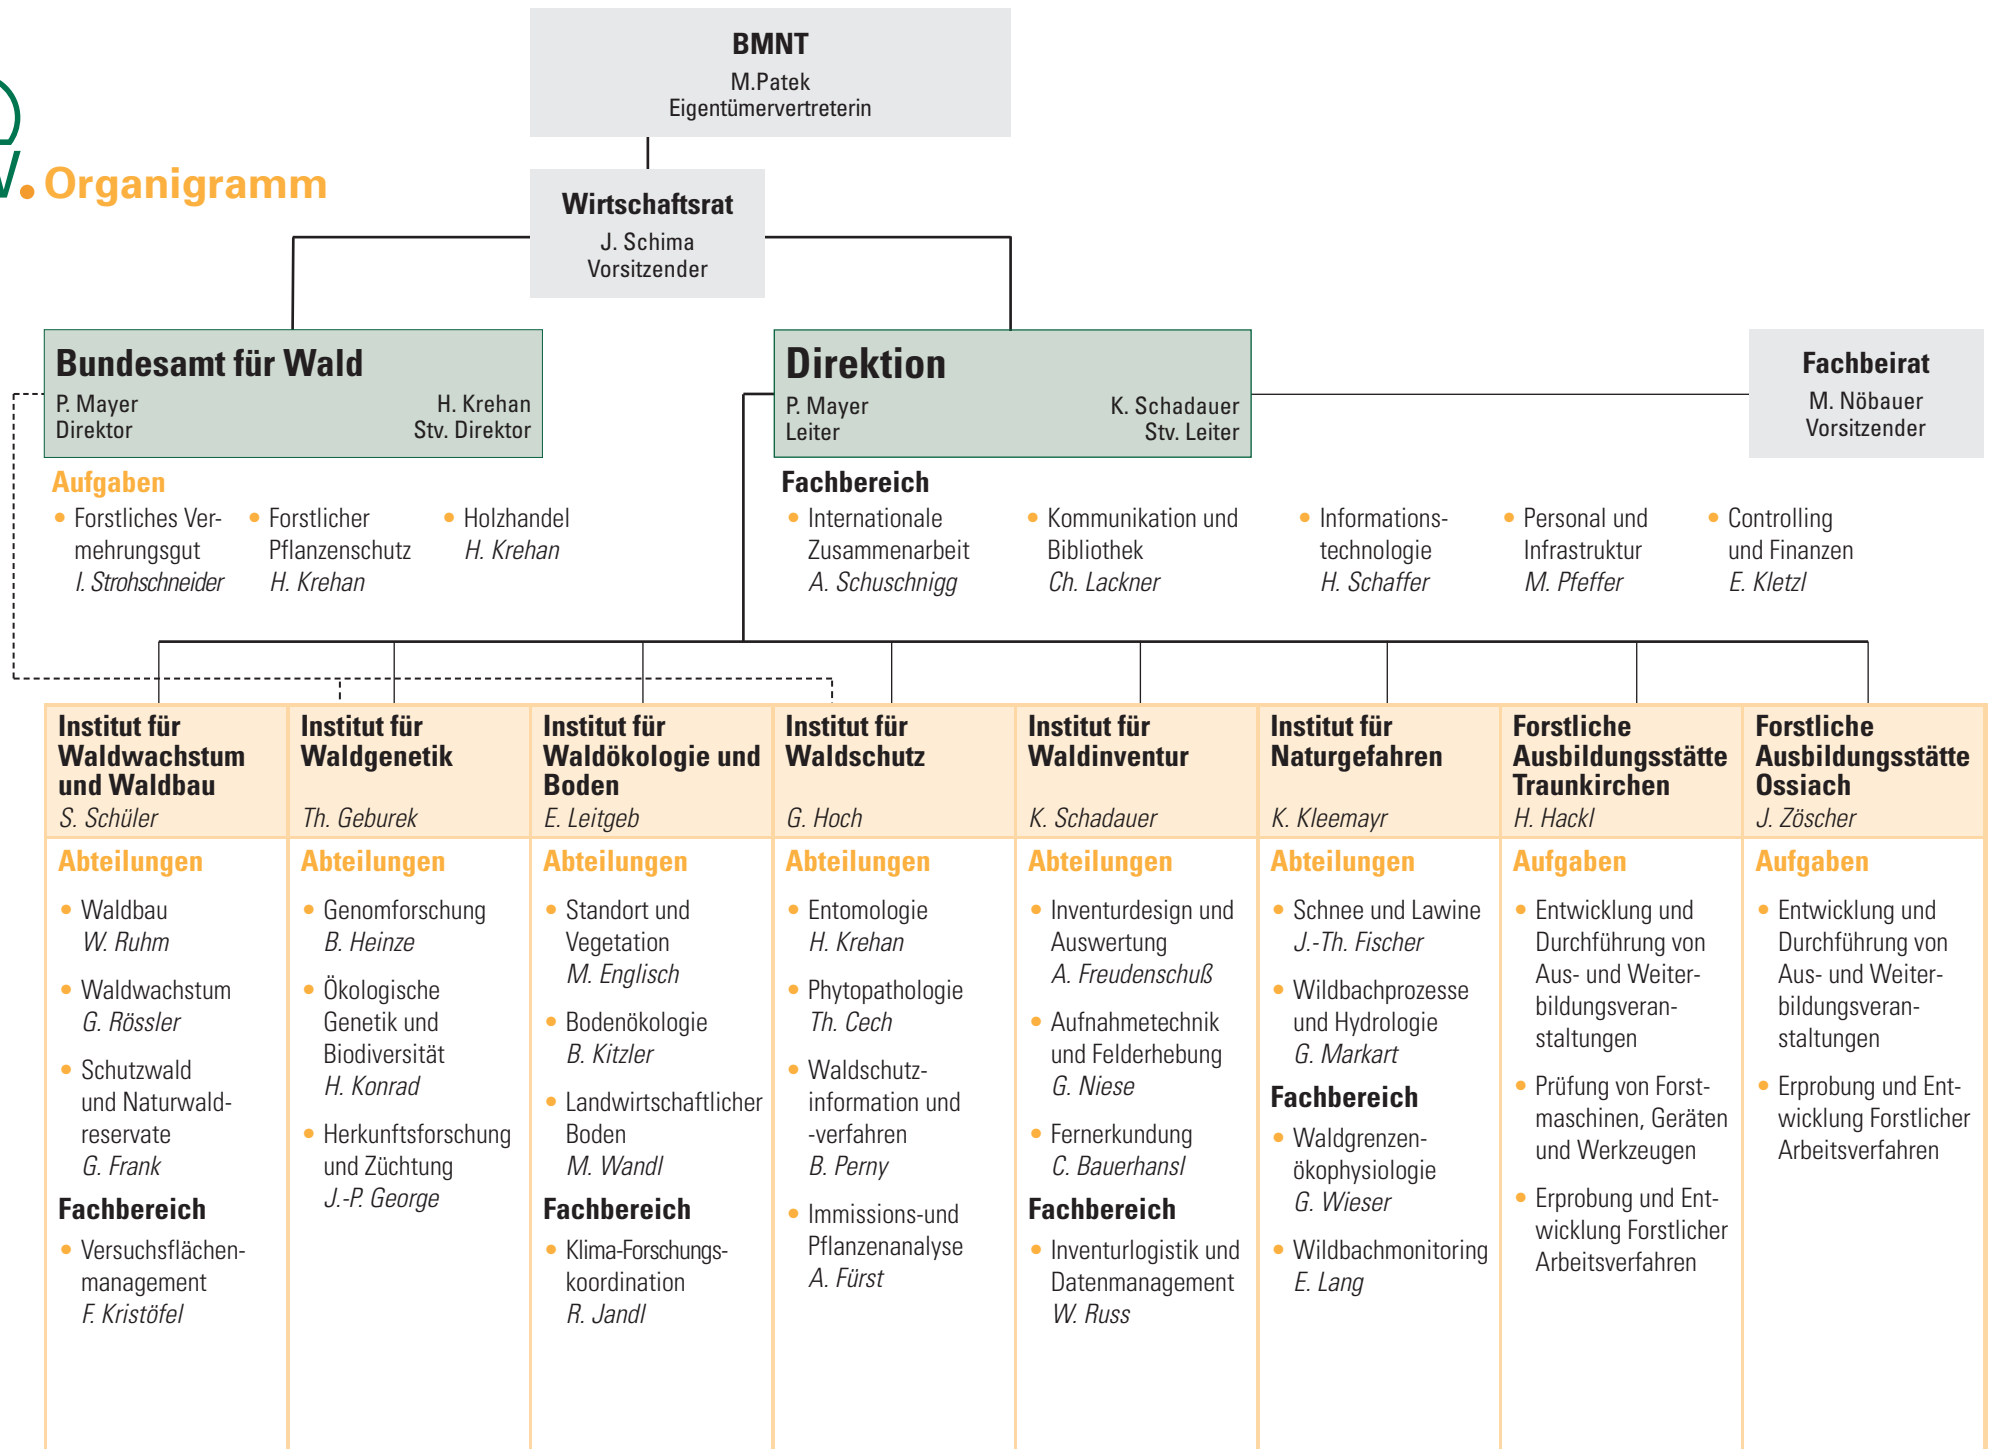 BMNT
M.Patek
Eigentümervertreterin
Organigramm
Wirtschaftsrat
J. Schima
Vorsitzender
Bundesamt für Wald
P. Mayer
Direktor
H. Krehan
Stv. Direktor
Direktion
P. Mayer
Leiter
K. Schadauer
Stv. Leiter
Fachbeirat
M. Nöbauer
Vorsitzender
Aufgaben
• Forstliches Ver-
mehrungsgut
I. Strohschneider
• Forstlicher
Pflanzenschutz
H. Krehan
• Holzhandel
H. Krehan
Fachbereich
• Internationale
Zusammenarbeit
A. Schuschnigg
• Kommunikation und
Bibliothek
Ch. Lackner
• Informations-
technologie
H. Schaffer
• Personal und
Infrastruktur
M. Pfeffer
• Controlling
und Finanzen
E. Kletzl
Institut für
Waldwachstum
und Waldbau
S. Schüler
Abteilungen
• Waldbau
W. Ruhm
• Waldwachstum
G. Rössler
• Schutzwald
und Naturwald-
reservate
G. Frank
Fachbereich
• Versuchsflächen-
management
F. Kristöfel
Institut für
Waldgenetik
Th. Geburek
Abteilungen
• Genomforschung
B. Heinze
• Ökologische
Genetik und
Biodiversität
H. Konrad
• Herkunftsforschung
und Züchtung
J.-P. George
Institut für
Waldökologie und
Boden
E. Leitgeb
Abteilungen
• Standort und
Vegetation
M. Englisch
• Bodenökologie
B. Kitzler
• Landwirtschaftlicher
Boden
M. Wandl
Fachbereich
• Klima-Forschungs-
koordination
R. Jandl
Institut für
Waldschutz
G. Hoch
Abteilungen
• Entomologie
H. Krehan
• Phytopathologie
Th. Cech
• Waldschutz-
information und
-verfahren
B. Perny
• Immissions-und
Pflanzenanalyse
A. Fürst
Institut für
Waldinventur
K. Schadauer
Abteilungen
• Inventurdesign und
Auswertung
A. Freudenschuß
• Aufnahmetechnik
und Felderhebung
G. Niese
• Fernerkundung
C. Bauerhansl
Fachbereich
• Inventurlogistik und
Datenmanagement
W. Russ
Institut für
Naturgefahren
K. Kleemayr
Abteilungen
• Schnee und Lawine
J.-Th. Fischer
• Wildbachprozesse
und Hydrologie
G. Markart
Fachbereich
• Waldgrenzen-
ökophysiologie
G. Wieser
• Wildbachmonitoring
E. Lang
Forstliche
Ausbildungsstätte
Traunkirchen
H. Hackl
Aufgaben
• Entwicklung und
Durchführung von
Aus- und Weiter-
bildungsveran-
staltungen
• Prüfung von Forst-
maschinen, Geräten
und Werkzeugen
• Erprobung und Ent-
wicklung Forstlicher
Arbeitsverfahren
Forstliche
Ausbildungsstätte
Ossiach
J. Zöscher
Aufgaben
• Entwicklung und
Durchführung von
Aus- und Weiter-
bildungsveran-
staltungen
• Erprobung und Ent-
wicklung Forstlicher
Arbeitsverfahren